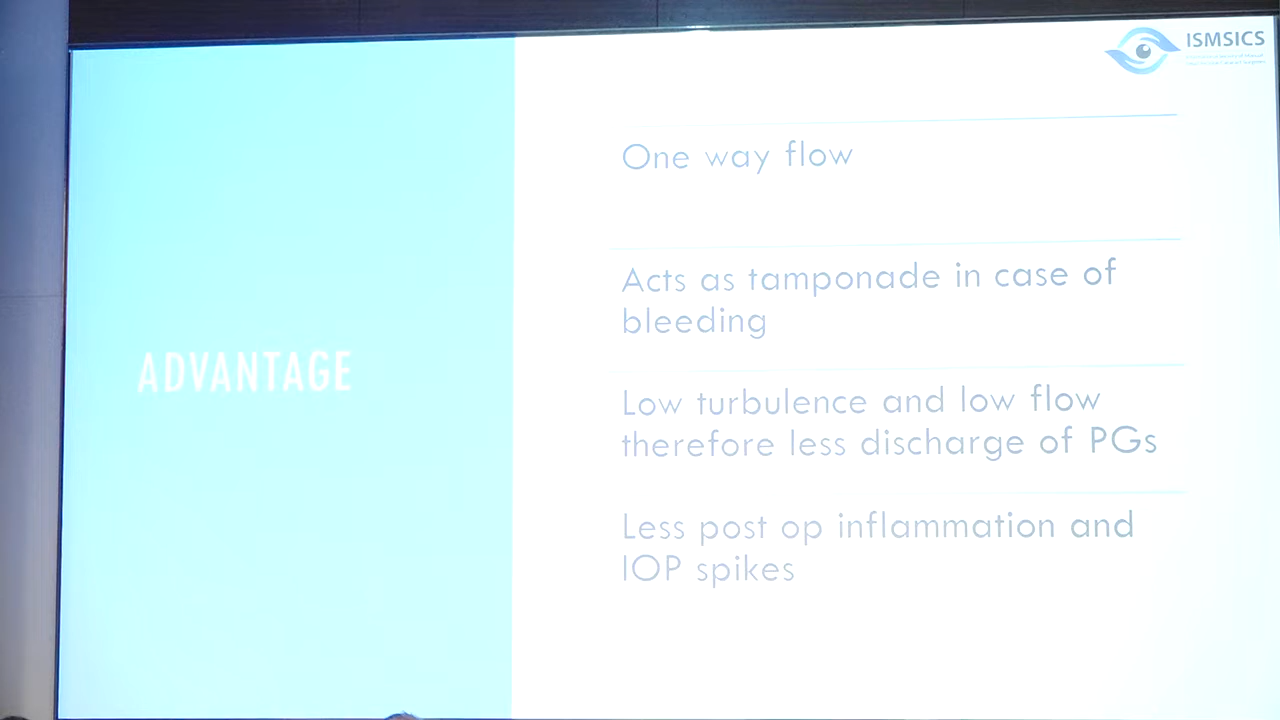 ISMSICS
One way flow
Acts as tamponade in case of
bleeding
ADVANTAGE
Low turbulence and low flow
therefore less discharge of PGs
Less post op inflammation and
IOP spikes